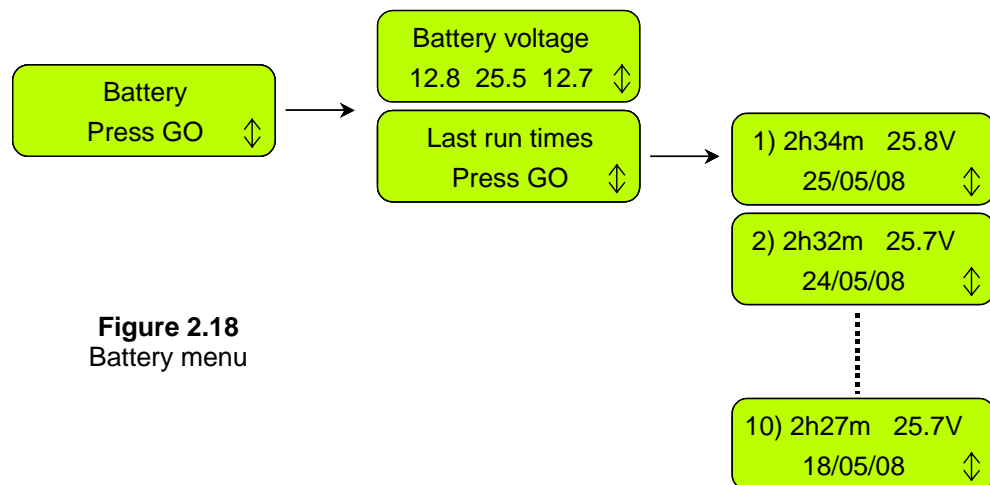 Battery
Press GO
Battery voltage
12.8 25.5 12.7
Last run times
Press GO
1) 2h34m 25.8V
25/05/08
2) 2h32m 25.7V
24/05/08
10) 2h27m 25.7V
18/05/08
Figure 2.18
Battery menu